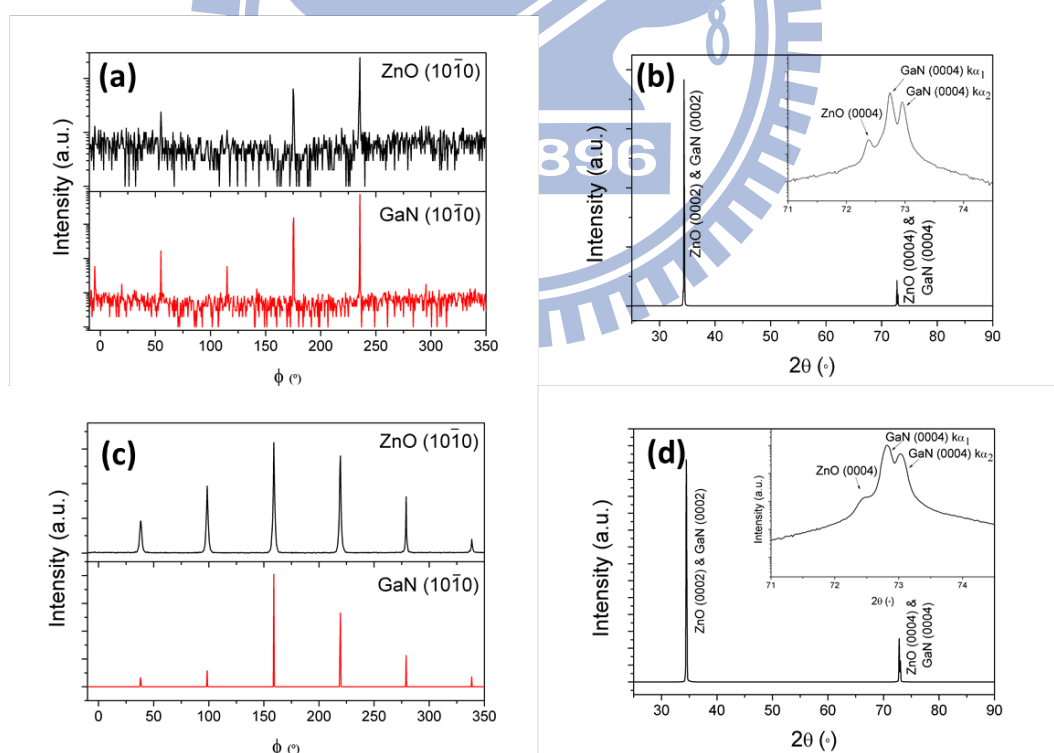 (a)
ZnO (101̅0)
GaN (101̅0)
Intensity (a.u.)
0 50 100 150 200 250 300 350
ϕ (º)
(b)
ZnO (0002) & GaN (0002)
ZnO (0004) &
GaN (0004)
GaN (0004) kα₁
GaN (0004) kα₂
ZnO (0004)
71 72 73 74
Intensity (a.u.)
30 40 50 60 70 80 90
2θ (◦)
896
(c)
ZnO (101̅0)
GaN (101̅0)
Intensity (a.u.)
0 50 100 150 200 250 300 350
ϕ (º)
(d)
ZnO (0002) & GaN (0002)
ZnO (0004) &
GaN (0004)
GaN (0004) kα₁
GaN (0004) kα₂
ZnO (0004)
Intensity (a.u.)
71 72 73 74
2θ (◦)
Intensity (a.u.)
30 40 50 60 70 80 90
2θ (◦)